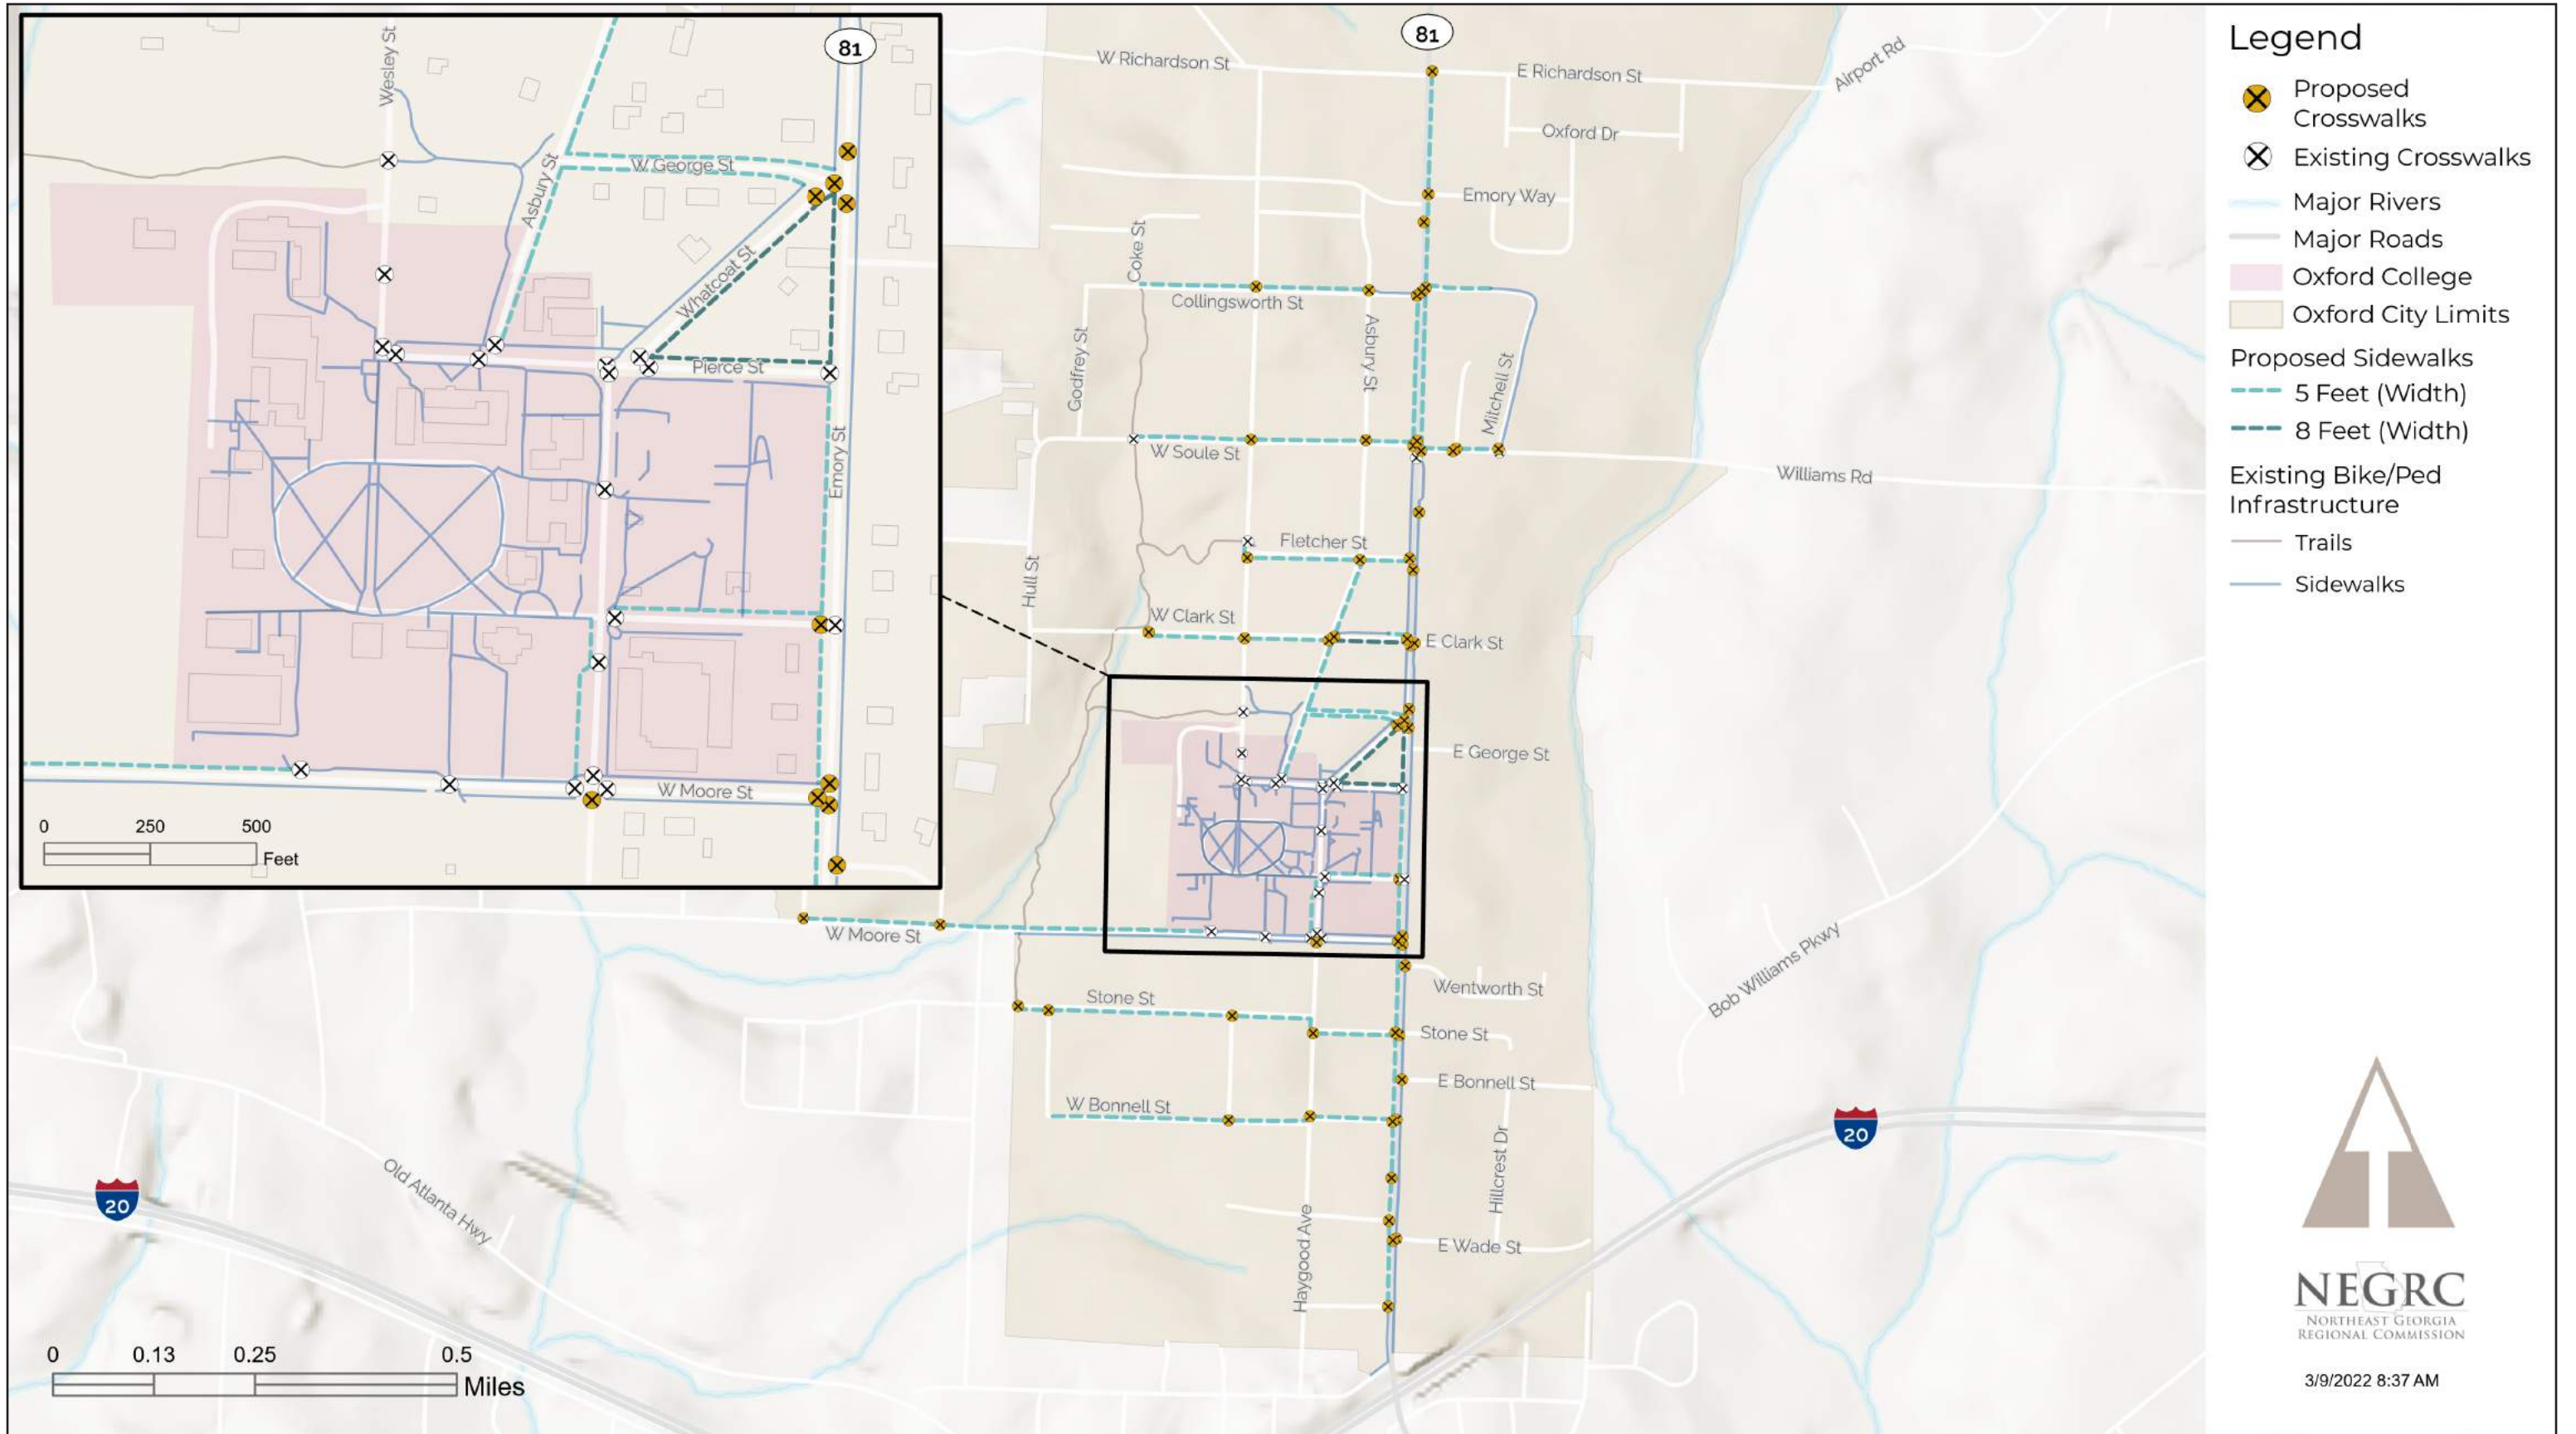 Wesley St
81
W George St
Asbury St
Whatcoat St
Pierce St
Emory St
W Moore St
0 250 500
Feet
81
W Richardson St
E Richardson St
Airport Rd
Oxford Dr
Emory Way
Coke St
Collingsworth St
Godfrey St
Asbury St
Mitchell St
W Soule St
Williams Rd
Fletcher St
Hull St
W Clark St
E Clark St
E George St
W Moore St
Bob Williams Pkwy
Wentworth St
Stone St
Stone St
E Bonnell St
W Bonnell St
Hillcrest Dr
20
20
Old Atlanta Hwy
Haygood Ave
E Wade St
0 0.13 0.25 0.5
Miles
Legend
Proposed
Crosswalks
Existing Crosswalks
Major Rivers
Major Roads
Oxford College
Oxford City Limits
Proposed Sidewalks
5 Feet (Width)
8 Feet (Width)
Existing Bike/Ped
Infrastructure
Trails
Sidewalks
NEGRC
NORTHEAST GEORGIA
REGIONAL COMMISSION
3/9/2022 8:37 AM